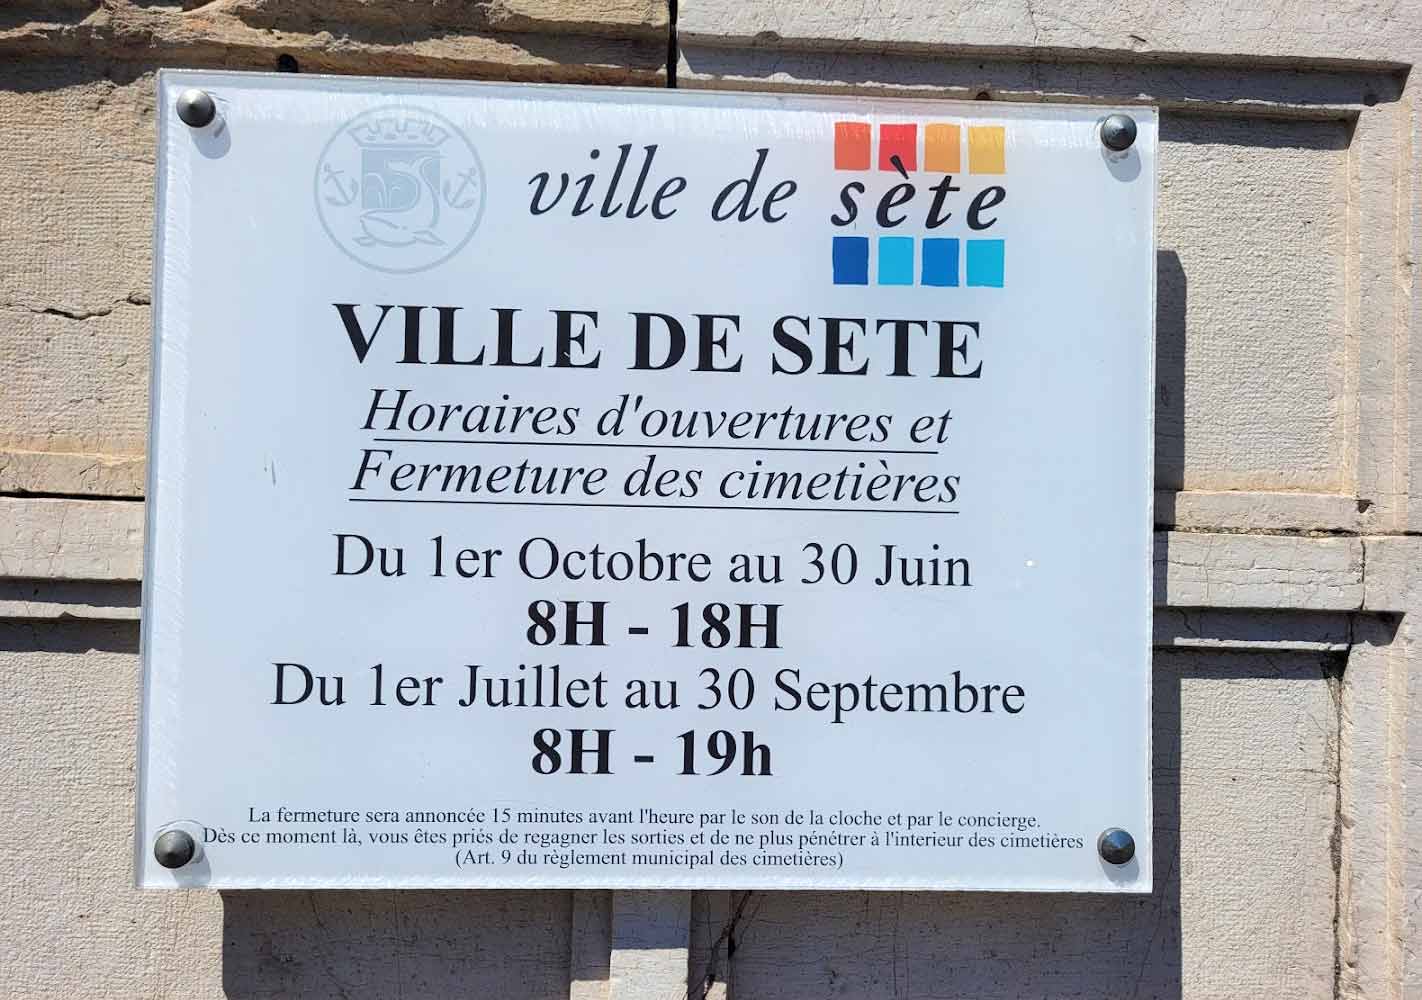 ville de sète
VILLE DE SETE
Horaires d'ouvertures et
Fermeture des cimetières
Du 1er Octobre au 30 Juin
8H - 18H
Du 1er Juillet au 30 Septembre
8H - 19h
La fermeture sera annoncée 15 minutes avant l'heure par le son de la cloche et par le concierge.
Dès ce moment là, vous êtes priés de regagner les sorties et de ne plus pénétrer à l'interieur des cimetières
(Art. 9 du règlement municipal des cimetières)